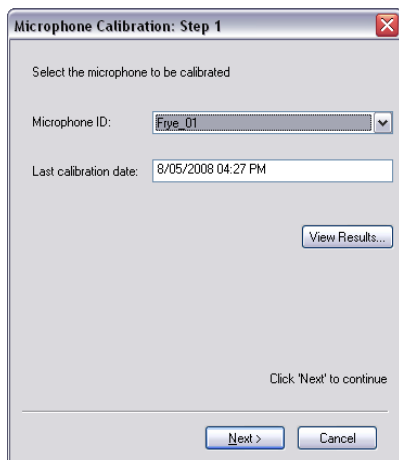 Microphone Calibration: Step 1
Select the microphone to be calibrated
Microphone ID: Frye_01
Last calibration date: 8/05/2008 04:27 PM
View Results...
Click 'Next' to continue
Next > Cancel